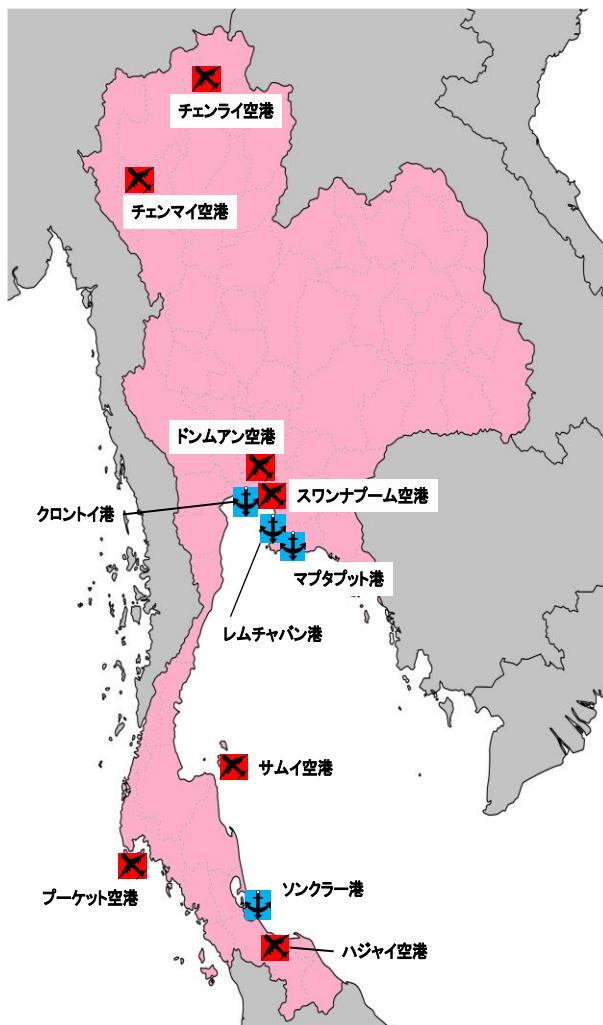 チェンライ空港
チェンマイ空港
ドンムアン空港
スワンナプーム空港
クロントイ港
マプタプット港
レムチャバン港
サムイ空港
プーケット空港
ソンクラー港
ハジャイ空港